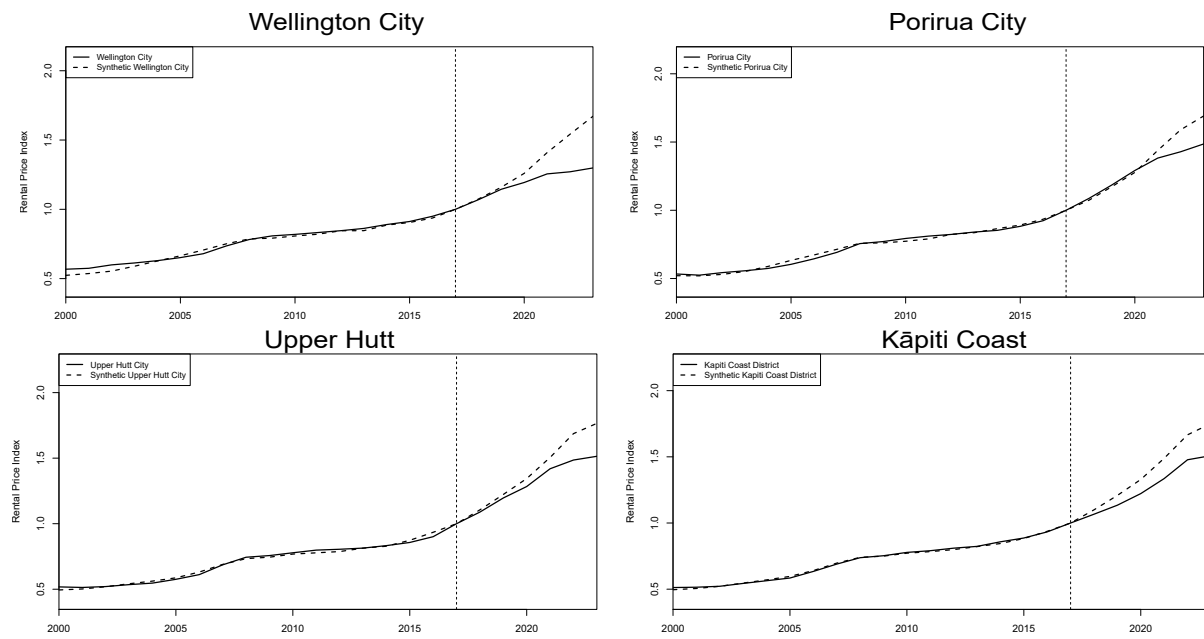 Wellington City
Wellington City
Synthetic Wellington City
Rental Price Index
2.0
1.5
1.0
0.5
2000 2005 2010 2015 2020
Porirua City
Porirua City
Synthetic Porirua City
Rental Price Index
2.0
1.5
1.0
0.5
2000 2005 2010 2015 2020
Upper Hutt
Upper Hutt City
Synthetic Upper Hutt City
Rental Price Index
2.0
1.5
1.0
0.5
2000 2005 2010 2015 2020
Kāpiti Coast
Kapiti Coast District
Synthetic Kapiti Coast District
Rental Price Index
2.0
1.5
1.0
0.5
2000 2005 2010 2015 2020